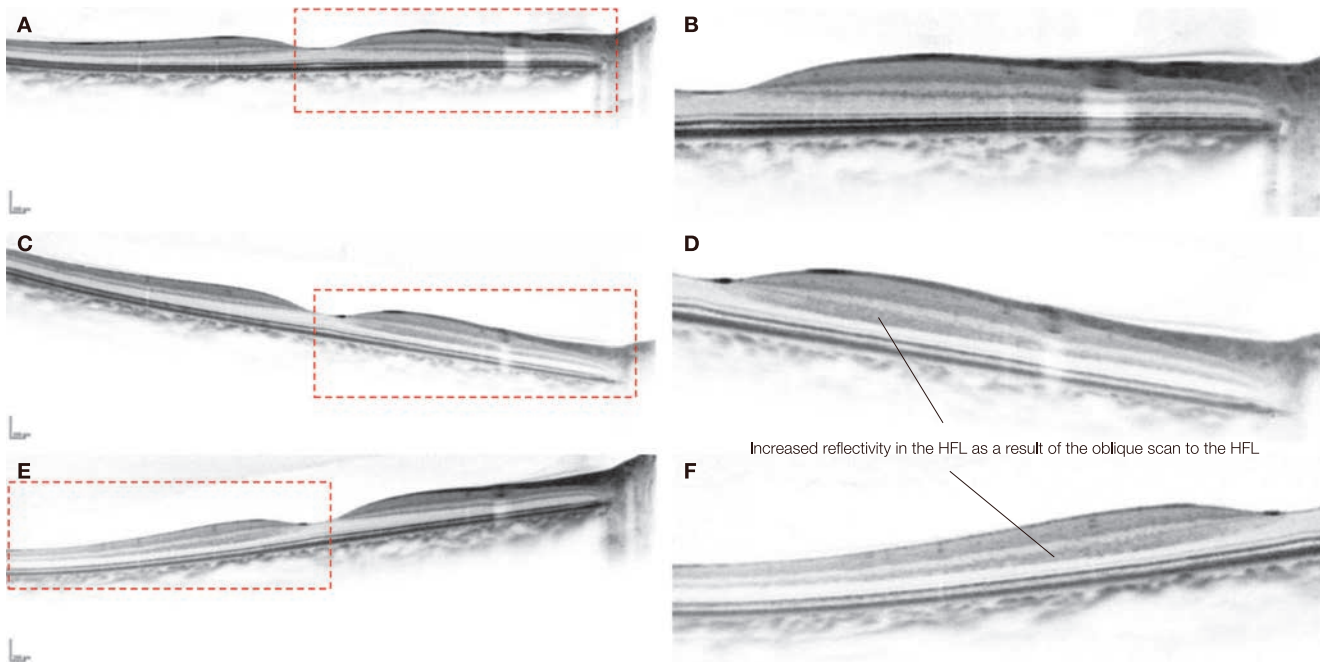 A
B
C
D
Increased reflectivity in the HFL as a result of the oblique scan to the HFL
E
F